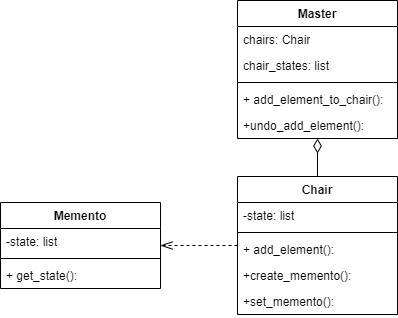 Master
chairs: Chair
chair_states: list
+ add_element_to_chair():
+undo_add_element():
Chair
-state: list
+ add_element():
+create_memento():
+set_memento():
Memento
-state: list
+ get_state():